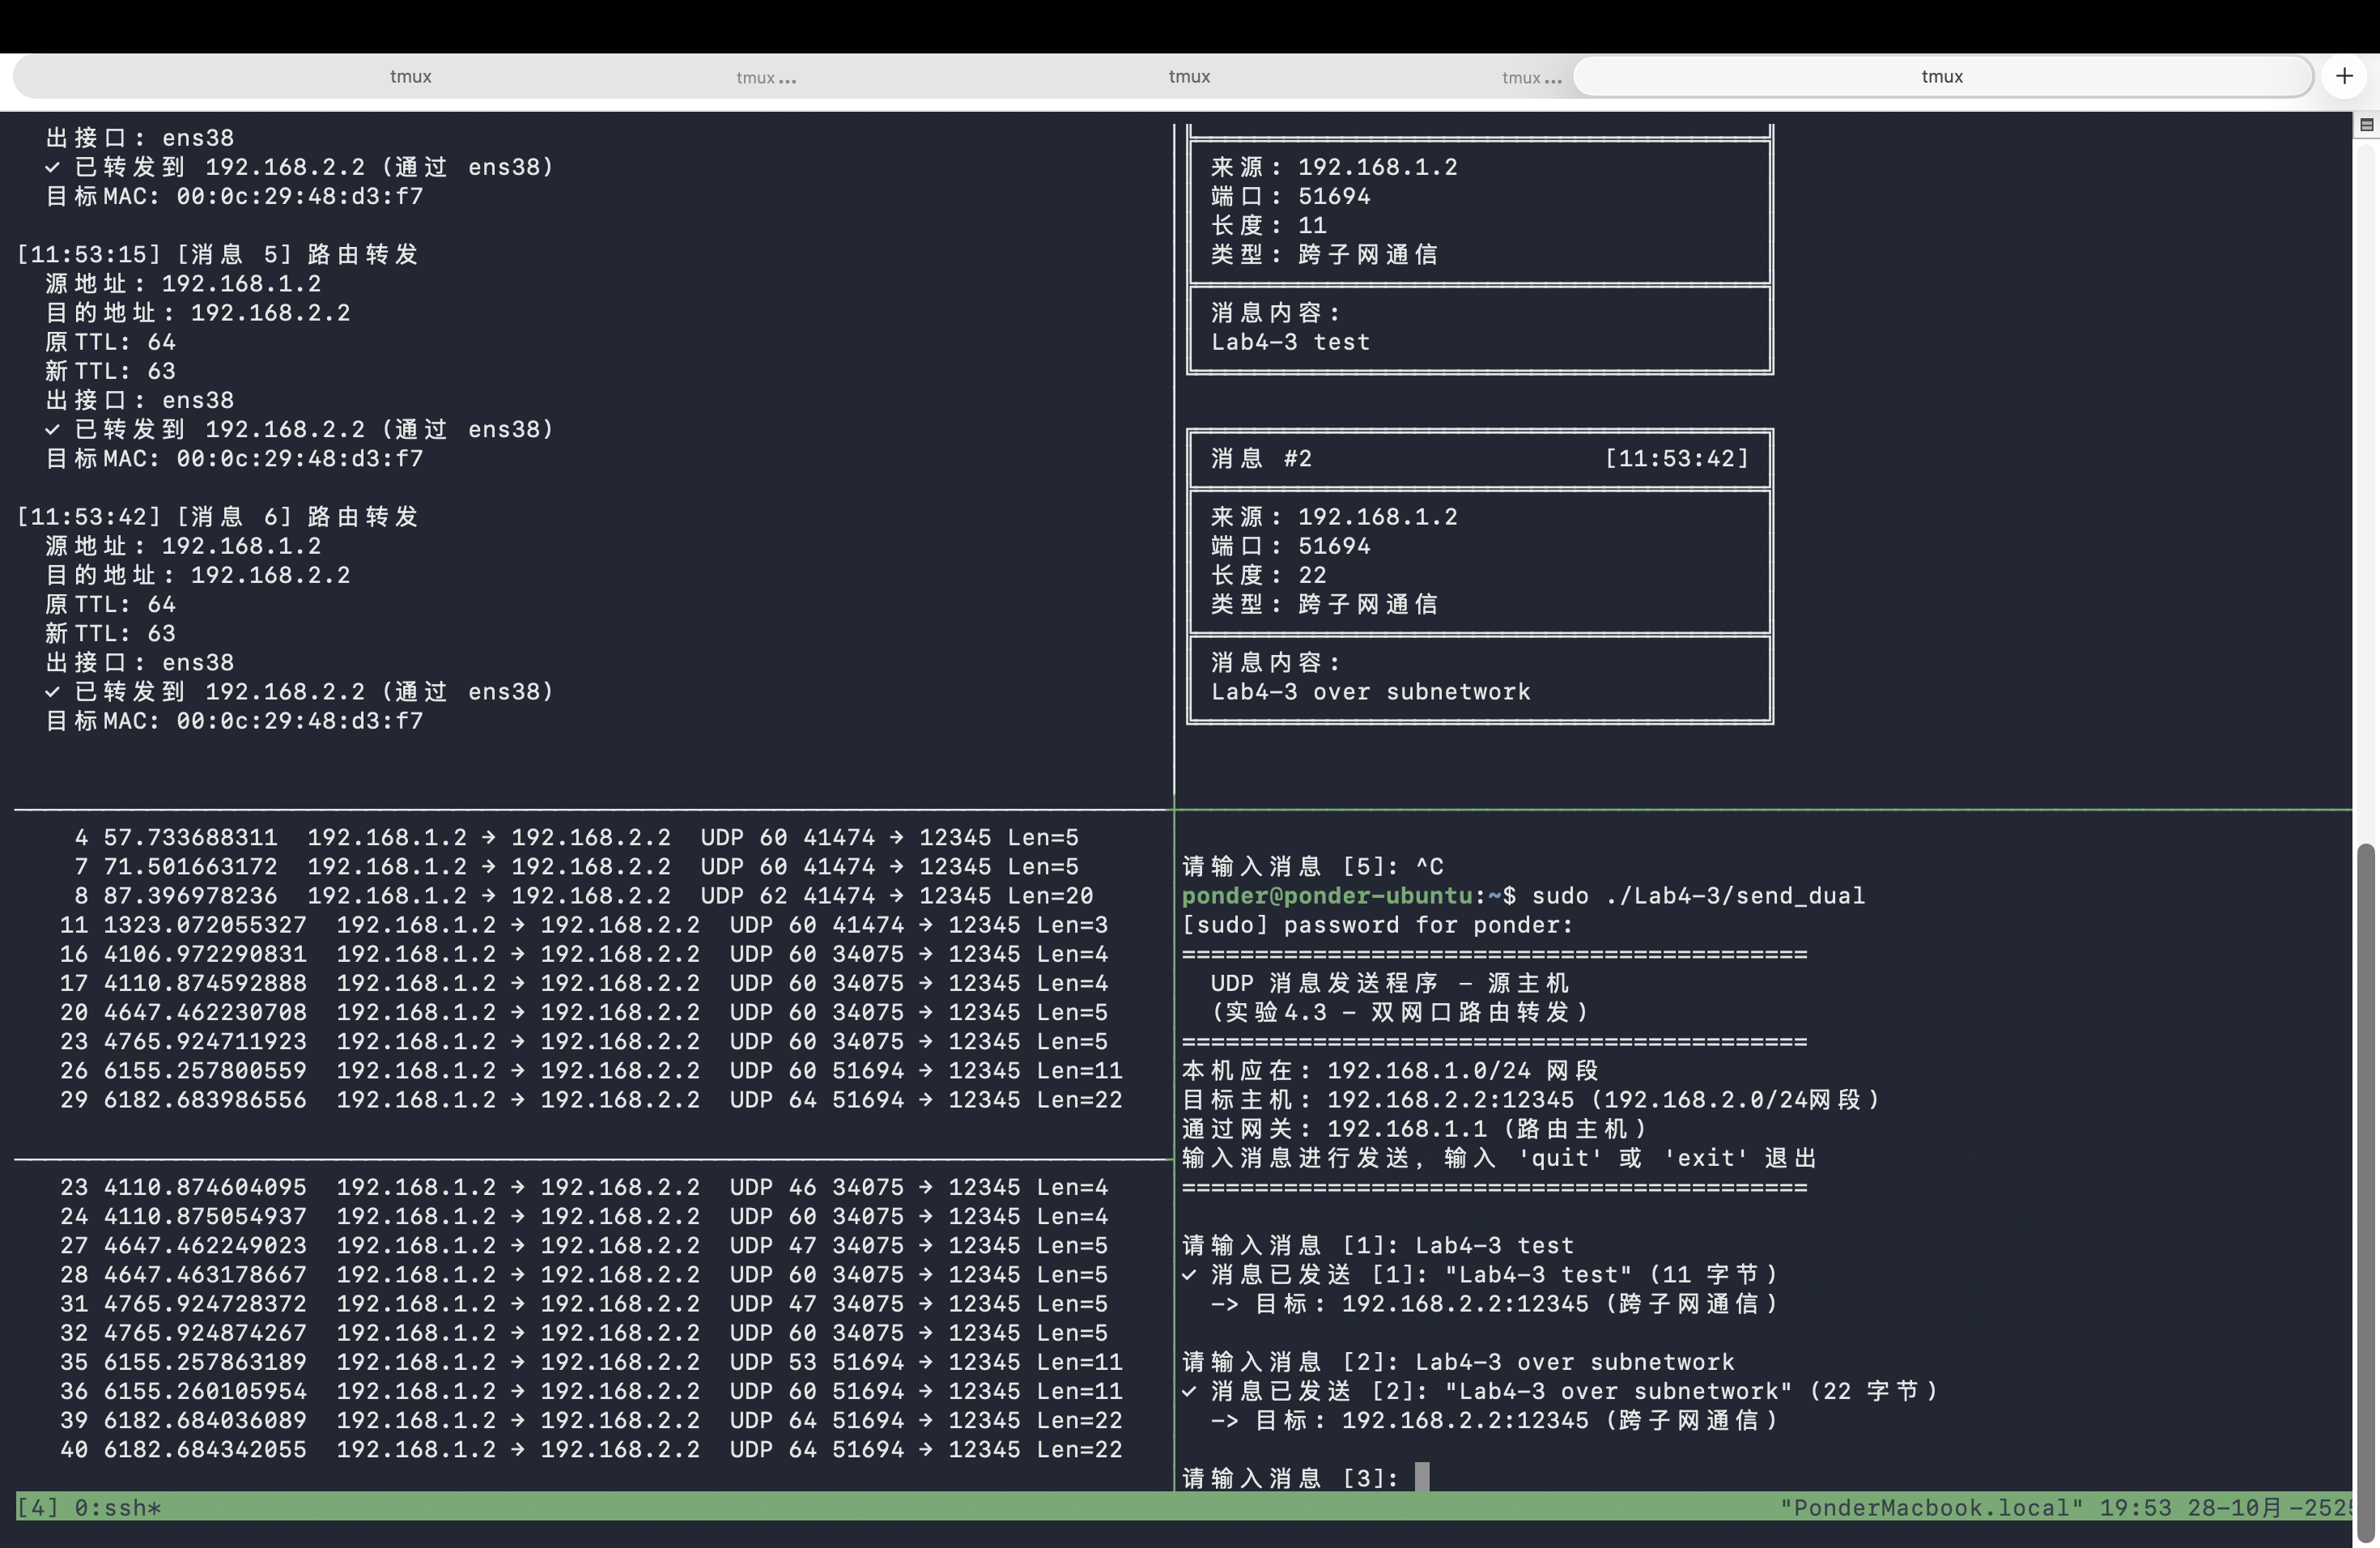 tmux tmux... tmux tmux... tmux +
出接口: ens38
✓ 已转发到 192.168.2.2 (通过 ens38)
目标MAC: 00:0c:29:48:d3:f7
[11:53:15] [消息 5] 路由转发
源地址: 192.168.1.2
目的地址: 192.168.2.2
原TTL: 64
新TTL: 63
出接口: ens38
✓ 已转发到 192.168.2.2 (通过 ens38)
目标MAC: 00:0c:29:48:d3:f7
[11:53:42] [消息 6] 路由转发
源地址: 192.168.1.2
目的地址: 192.168.2.2
原TTL: 64
新TTL: 63
出接口: ens38
✓ 已转发到 192.168.2.2 (通过 ens38)
目标MAC: 00:0c:29:48:d3:f7
来源: 192.168.1.2
端口: 51694
长度: 11
类型: 跨子网通信
消息内容:
Lab4-3 test
消息 #2 [11:53:42]
来源: 192.168.1.2
端口: 51694
长度: 22
类型: 跨子网通信
消息内容:
Lab4-3 over subnetwork
4 57.733688311 192.168.1.2 → 192.168.2.2 UDP 60 41474 → 12345 Len=5
7 71.501663172 192.168.1.2 → 192.168.2.2 UDP 60 41474 → 12345 Len=5
8 87.396978236 192.168.1.2 → 192.168.2.2 UDP 62 41474 → 12345 Len=20
11 1323.072055327 192.168.1.2 → 192.168.2.2 UDP 60 41474 → 12345 Len=3
16 4106.972290831 192.168.1.2 → 192.168.2.2 UDP 60 34075 → 12345 Len=4
17 4110.874592888 192.168.1.2 → 192.168.2.2 UDP 60 34075 → 12345 Len=4
20 4647.462230708 192.168.1.2 → 192.168.2.2 UDP 60 34075 → 12345 Len=5
23 4765.924711923 192.168.1.2 → 192.168.2.2 UDP 60 34075 → 12345 Len=5
26 6155.257800559 192.168.1.2 → 192.168.2.2 UDP 60 51694 → 12345 Len=11
29 6182.683986556 192.168.1.2 → 192.168.2.2 UDP 64 51694 → 12345 Len=22
23 4110.874604095 192.168.1.2 → 192.168.2.2 UDP 46 34075 → 12345 Len=4
24 4110.875054937 192.168.1.2 → 192.168.2.2 UDP 60 34075 → 12345 Len=4
27 4647.462249023 192.168.1.2 → 192.168.2.2 UDP 47 34075 → 12345 Len=5
28 4647.463178667 192.168.1.2 → 192.168.2.2 UDP 60 34075 → 12345 Len=5
31 4765.924728372 192.168.1.2 → 192.168.2.2 UDP 47 34075 → 12345 Len=5
32 4765.924874267 192.168.1.2 → 192.168.2.2 UDP 60 34075 → 12345 Len=5
35 6155.257863189 192.168.1.2 → 192.168.2.2 UDP 53 51694 → 12345 Len=11
36 6155.260105954 192.168.1.2 → 192.168.2.2 UDP 60 51694 → 12345 Len=11
39 6182.684036089 192.168.1.2 → 192.168.2.2 UDP 64 51694 → 12345 Len=22
40 6182.684342055 192.168.1.2 → 192.168.2.2 UDP 64 51694 → 12345 Len=22
请输入消息 [5]: ^C
ponder@ponder-ubuntu:~$ sudo ./Lab4-3/send_dual
[sudo] password for ponder:
===========================================
UDP 消息发送程序 - 源主机
(实验4.3 - 双网口路由转发)
===========================================
本机应在: 192.168.1.0/24 网段
目标主机: 192.168.2.2:12345 (192.168.2.0/24网段)
通过网关: 192.168.1.1 (路由主机)
输入消息进行发送, 输入 'quit' 或 'exit' 退出
===========================================
请输入消息 [1]: Lab4-3 test
✓ 消息已发送 [1]: "Lab4-3 test" (11 字节)
-> 目标: 192.168.2.2:12345 (跨子网通信)
请输入消息 [2]: Lab4-3 over subnetwork
✓ 消息已发送 [2]: "Lab4-3 over subnetwork" (22 字节)
-> 目标: 192.168.2.2:12345 (跨子网通信)
请输入消息 [3]:
[4] 0:ssh* "PonderMacbook.local" 19:53 28-10月-2525